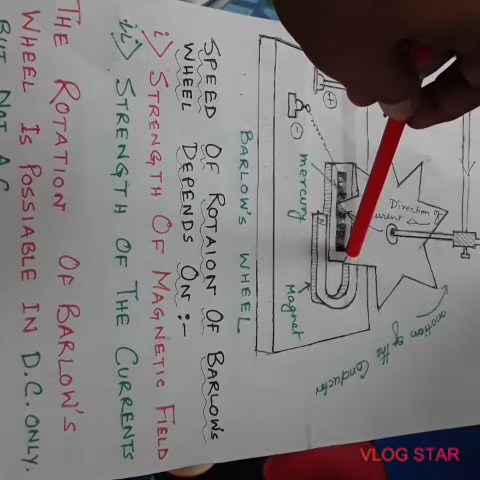 +
-
Direction of
current
mercury
N
Magnet
motion of the Conductor
BARLOW'S WHEEL
SPEED OF ROTAION OF BARLOW'S
WHEEL DEPENDS ON :-
i) STRENGTH OF MAGNETIC FIELD
ii) STRENGTH OF THE CURRENTS
THE ROTATION OF BARLOW'S
WHEEL IS POSSIABLE IN D.C. ONLY.
BUT NOT A.C
VLOG STAR